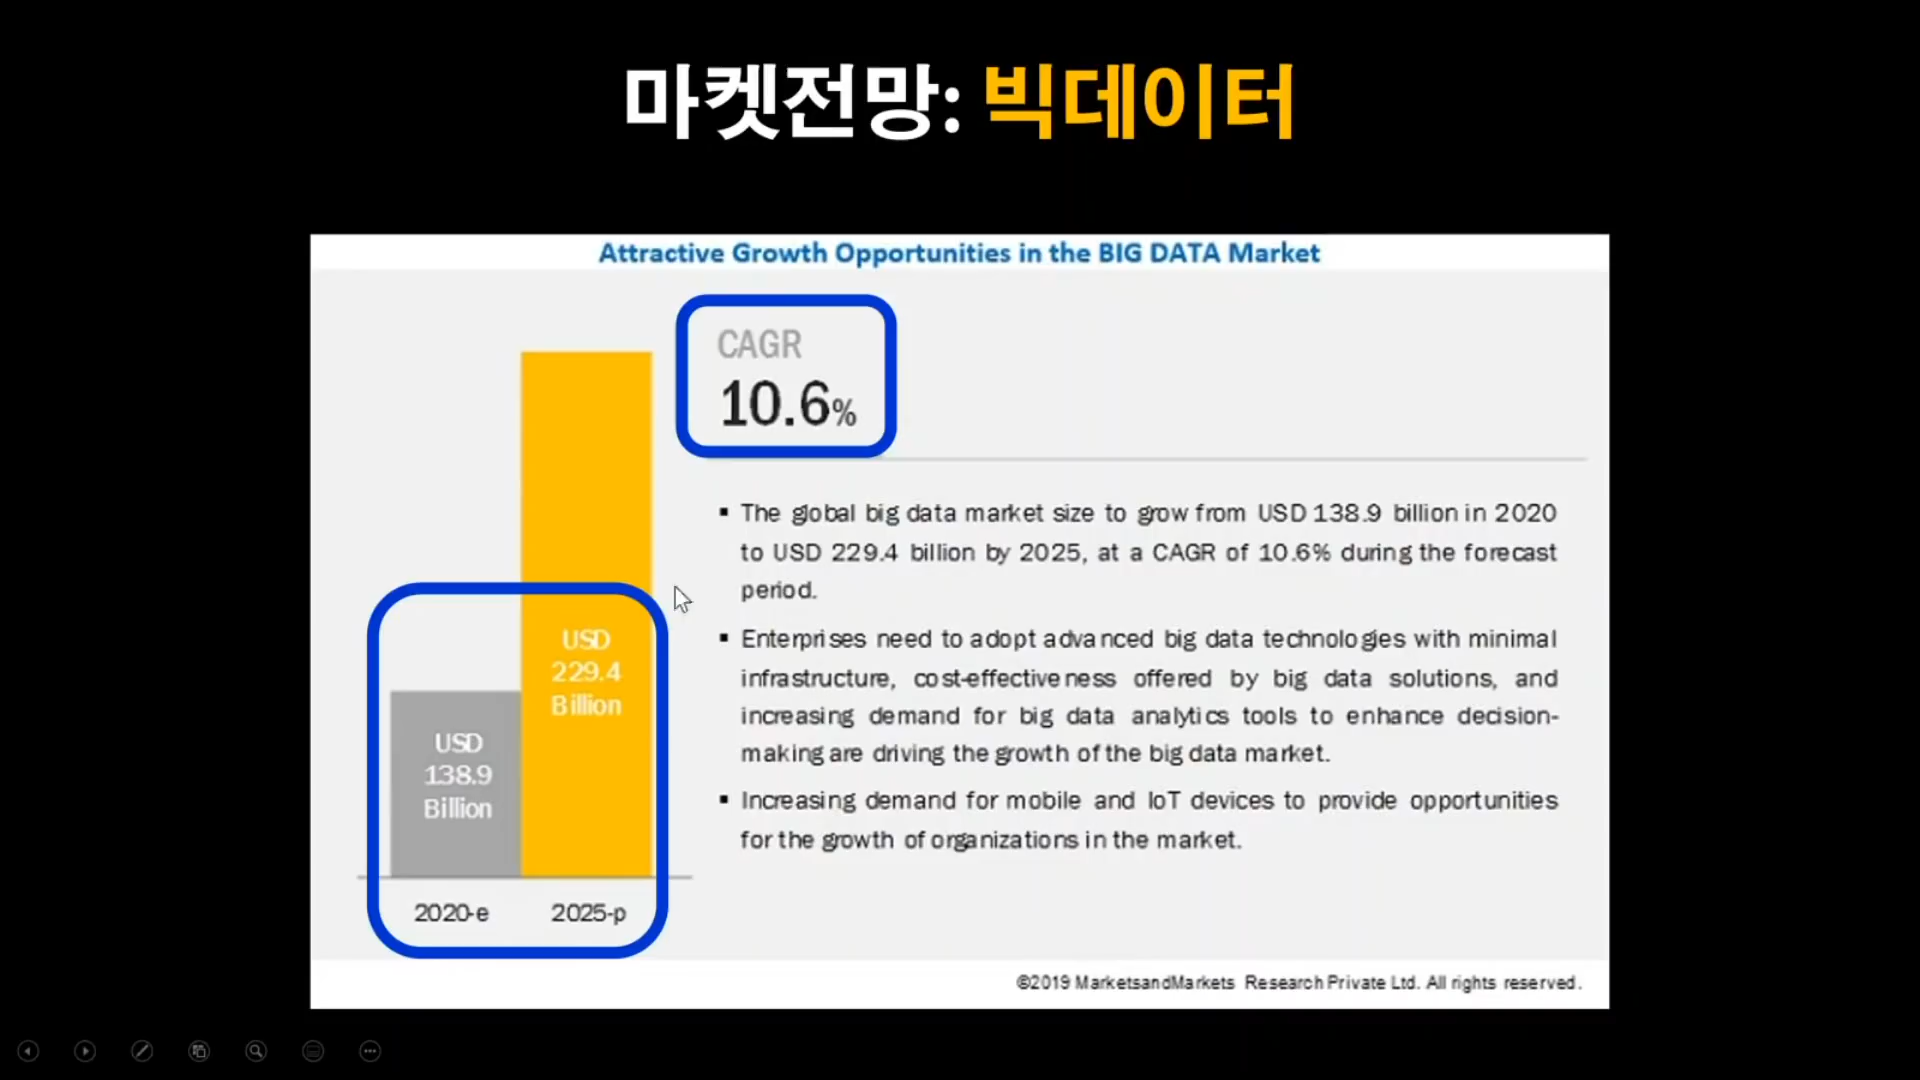 마켓전망: 빅데이터
Attractive Growth Opportunities in the BIG DATA Market
CAGR
10.6%
USD
229.4
Billion
USD
138.9
Billion
2020-e
2025-p
▪ The global big data market size to grow from USD 138.9 billion in 2020
to USD 229.4 billion by 2025, at a CAGR of 10.6% during the forecast
period.
▪ Enterprises need to adopt advanced big data technologies with minimal
infrastructure, cost-effectiveness offered by big data solutions, and
increasing demand for big data analytics tools to enhance decision-
making are driving the growth of the big data market.
▪ Increasing demand for mobile and IoT devices to provide opportunities
for the growth of organizations in the market.
©2019 MarketsandMarkets Research Private Ltd. All rights reserved.